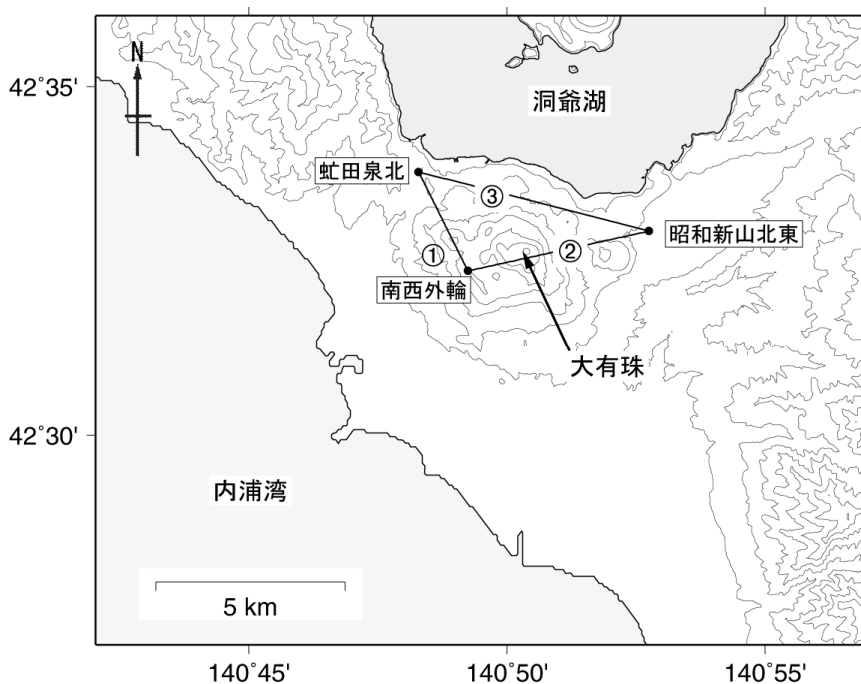 N
42°35'
洞爺湖
虻田泉北
③
昭和新山北東
①
②
南西外輪
大有珠
42°30'
内浦湾
5 km
140°45'
140°50'
140°55'